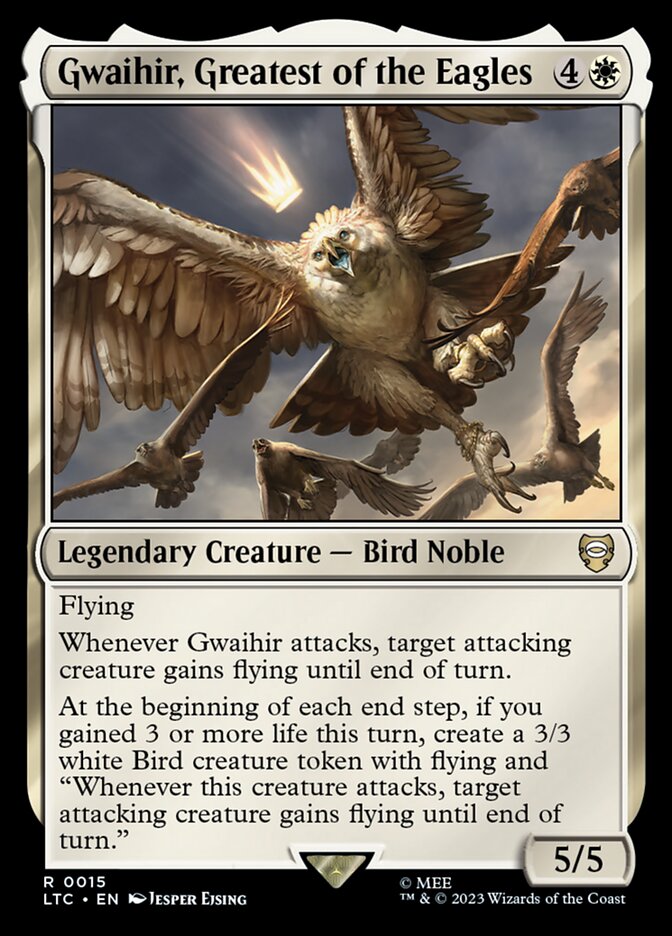 Gwaihir, Greatest of the Eagles 4
Legendary Creature — Bird Noble
Flying
Whenever Gwaihir attacks, target attacking
creature gains flying until end of turn.
At the beginning of each end step, if you
gained 3 or more life this turn, create a 3/3
white Bird creature token with flying and
“Whenever this creature attacks, target
attacking creature gains flying until end of
turn.”
5/5
R 0015
LTC • EN Jesper Ejsing
© MEE
™ & © 2023 Wizards of the Coast